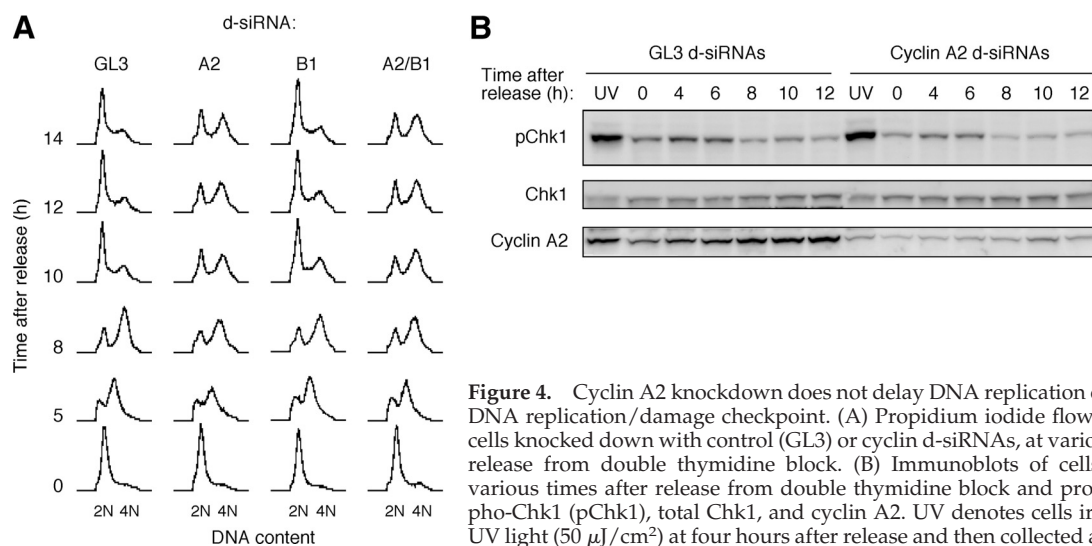 A
d-siRNA:
GL3 A2 B1 A2/B1
Time after release (h)
14
12
10
8
5
0
2N 4N 2N 4N 2N 4N 2N 4N
DNA content
B
GL3 d-siRNAs Cyclin A2 d-siRNAs
Time after
release (h): UV 0 4 6 8 10 12 UV 0 4 6 8 10 12
pChk1
Chk1
Cyclin A2
Figure 4. Cyclin A2 knockdown does not delay DNA replication
DNA replication/damage checkpoint. (A) Propidium iodide flow
cells knocked down with control (GL3) or cyclin d-siRNAs, at vario
release from double thymidine block. (B) Immunoblots of cells
various times after release from double thymidine block and pro
pho-Chk1 (pChk1), total Chk1, and cyclin A2. UV denotes cells ir
UV light (50 μJ/cm²) at four hours after release and then collected